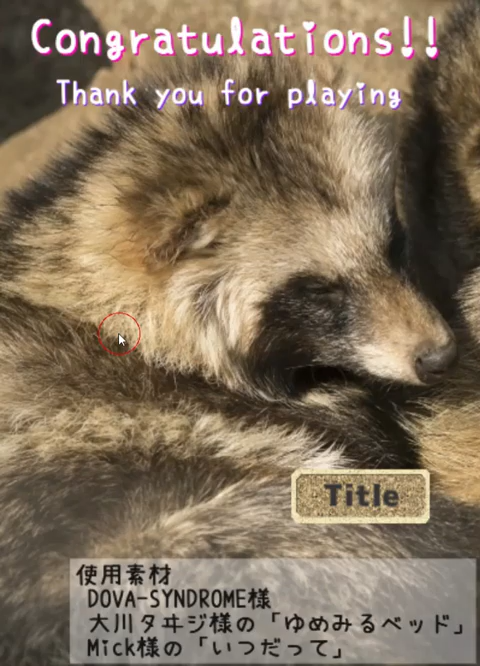 Congratulations!!
Thank you for playing
Title
使用素材
DOVA-SYNDROME様
大川タヰジ様の「ゆめみるベッド」
Mick様の「いつだって」